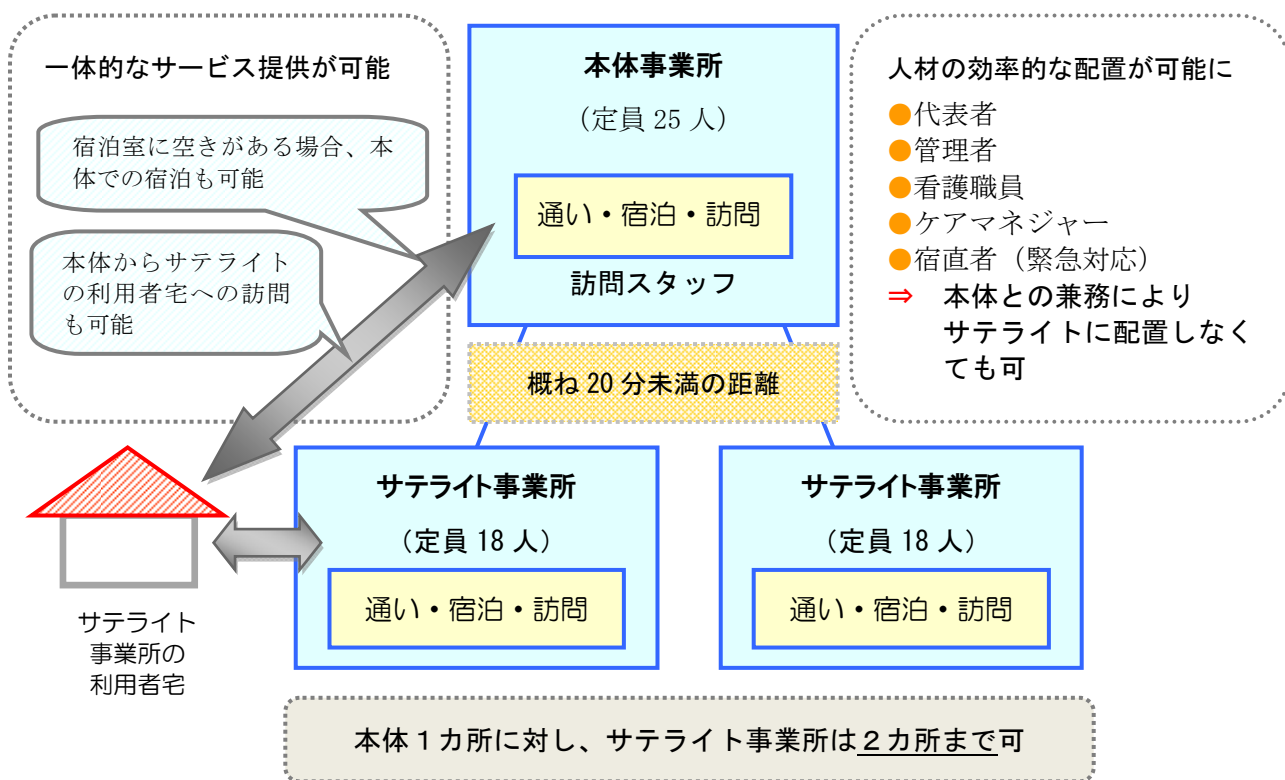 一体的なサービス提供が可能
宿泊室に空きがある場合、本
体での宿泊も可能
本体からサテライト
の利用者宅への訪問
も可能
本体事業所
（定員 25 人）
通い・宿泊・訪問
訪問スタッフ
人材の効率的な配置が可能に
●代表者
●管理者
●看護職員
●ケアマネジャー
●宿直者（緊急対応）
⇒ 本体との兼務により
サテライトに配置しなく
ても可
概ね 20 分未満の距離
サテライト事業所
（定員 18 人）
通い・宿泊・訪問
サテライト事業所
（定員 18 人）
通い・宿泊・訪問
サテライト
事業所の
利用者宅
本体１カ所に対し、サテライト事業所は２カ所まで可